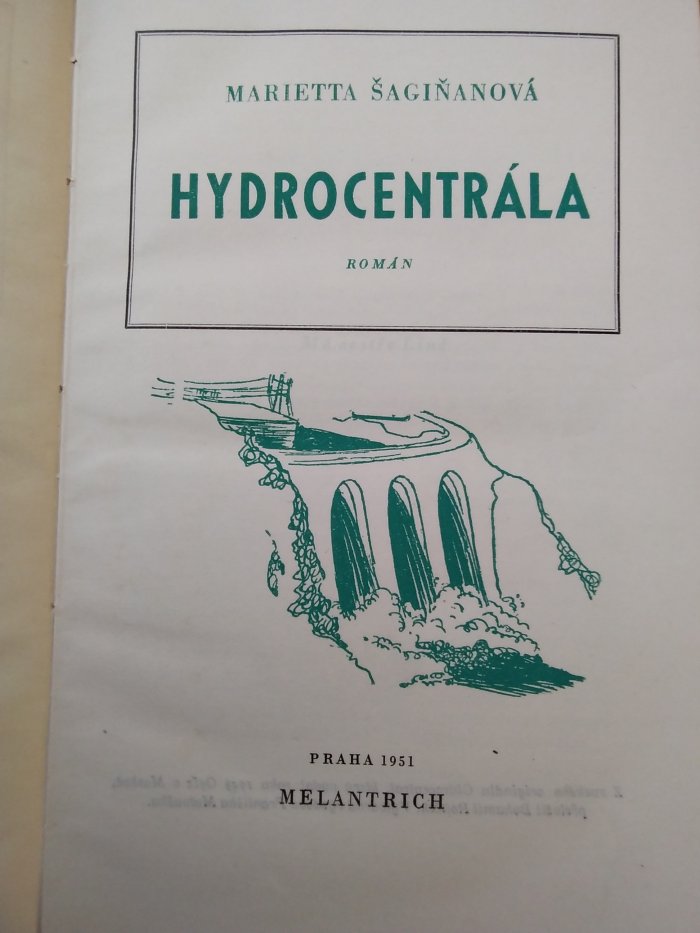 MARIETTA ŠAGIŇANOVÁ
HYDROCENTRÁLA
ROMÁN
PRAHA 1951
MELANTRICH